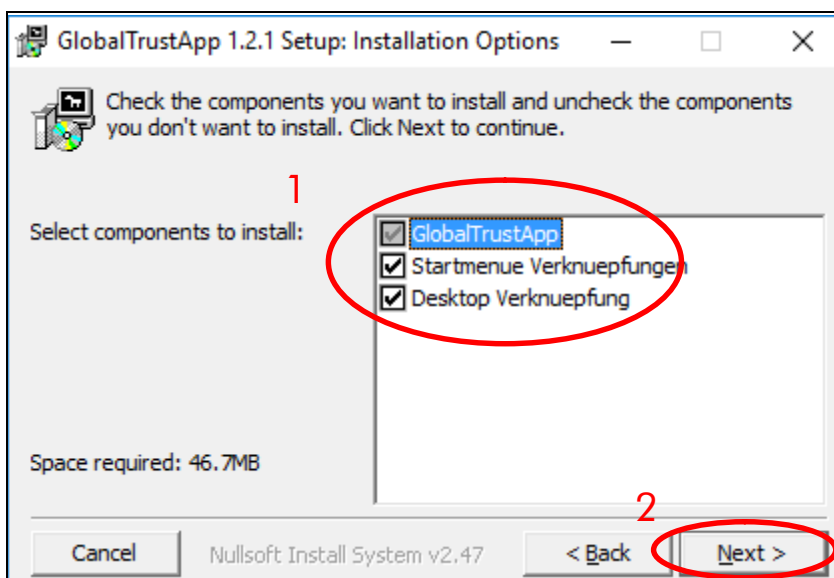 GlobalTrustApp 1.2.1 Setup: Installation Options
Check the components you want to install and uncheck the components
you don't want to install. Click Next to continue.
1
Select components to install:
GlobalTrustApp
Startmenue Verknuepfungen
Desktop Verknuepfung
Space required: 46.7MB
2
Cancel
Nullsoft Install System v2.47
< Back
Next >